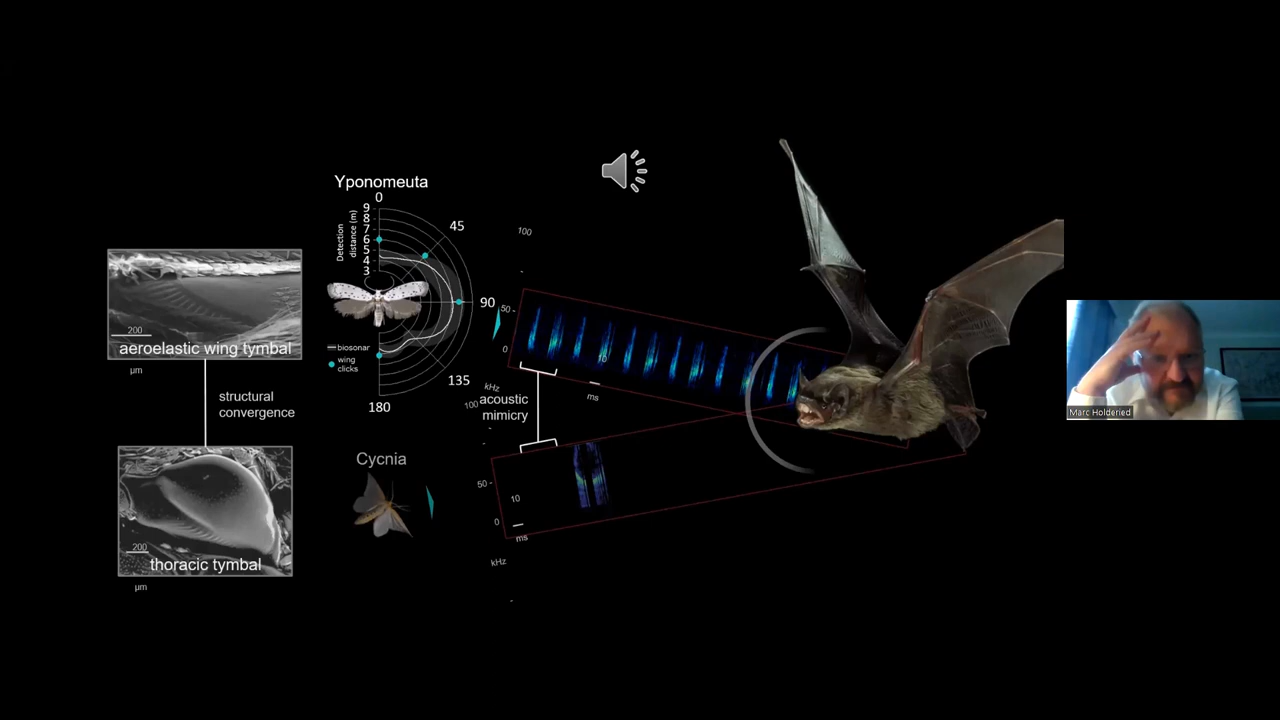 Yponomeuta
0
9
8
7
6
5
4
3
Detection
distance (m)
45
90
135
180
biosonar
wing
clicks
200
aeroelastic wing tymbal
µm
structural
convergence
200
thoracic tymbal
µm
Cycnia
100
50
0
10
ms
kHz
acoustic
mimicry
100
50
10
0
ms
kHz
Marc Holderied